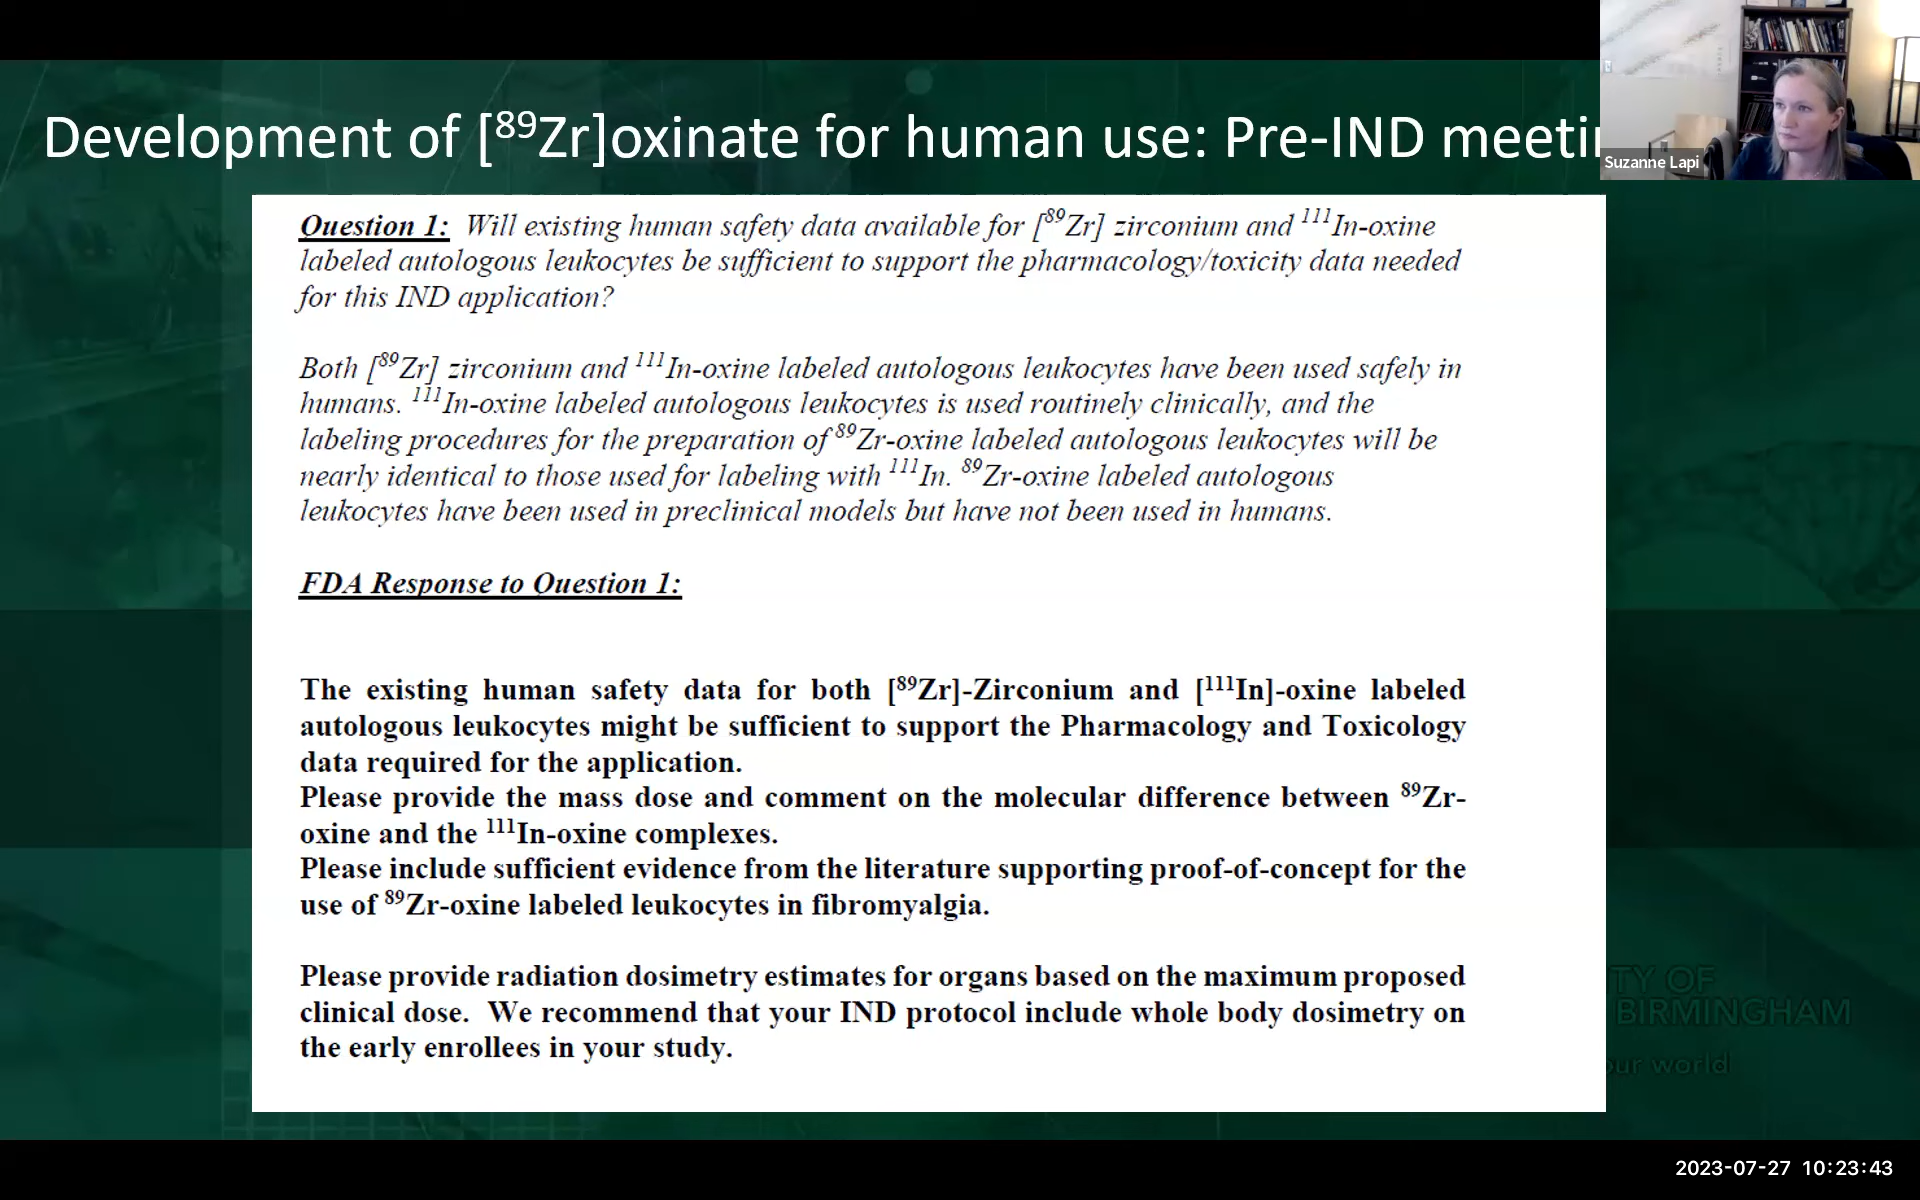 Development of [⁸⁹Zr]oxinate for human use: Pre-IND meeti
Suzanne Lapi
Question 1: Will existing human safety data available for [⁸⁹Zr] zirconium and ¹¹¹In-oxine
labeled autologous leukocytes be sufficient to support the pharmacology/toxicity data needed
for this IND application?
Both [⁸⁹Zr] zirconium and ¹¹¹In-oxine labeled autologous leukocytes have been used safely in
humans. ¹¹¹In-oxine labeled autologous leukocytes is used routinely clinically, and the
labeling procedures for the preparation of ⁸⁹Zr-oxine labeled autologous leukocytes will be
nearly identical to those used for labeling with ¹¹¹In. ⁸⁹Zr-oxine labeled autologous
leukocytes have been used in preclinical models but have not been used in humans.
FDA Response to Question 1:
The existing human safety data for both [⁸⁹Zr]-Zirconium and [¹¹¹In]-oxine labeled
autologous leukocytes might be sufficient to support the Pharmacology and Toxicology
data required for the application.
Please provide the mass dose and comment on the molecular difference between ⁸⁹Zr-
oxine and the ¹¹¹In-oxine complexes.
Please include sufficient evidence from the literature supporting proof-of-concept for the
use of ⁸⁹Zr-oxine labeled leukocytes in fibromyalgia.
Please provide radiation dosimetry estimates for organs based on the maximum proposed
clinical dose. We recommend that your IND protocol include whole body dosimetry on
the early enrollees in your study.
TY OF
BIRMINGHAM
our world
2023-07-27 10:23:43